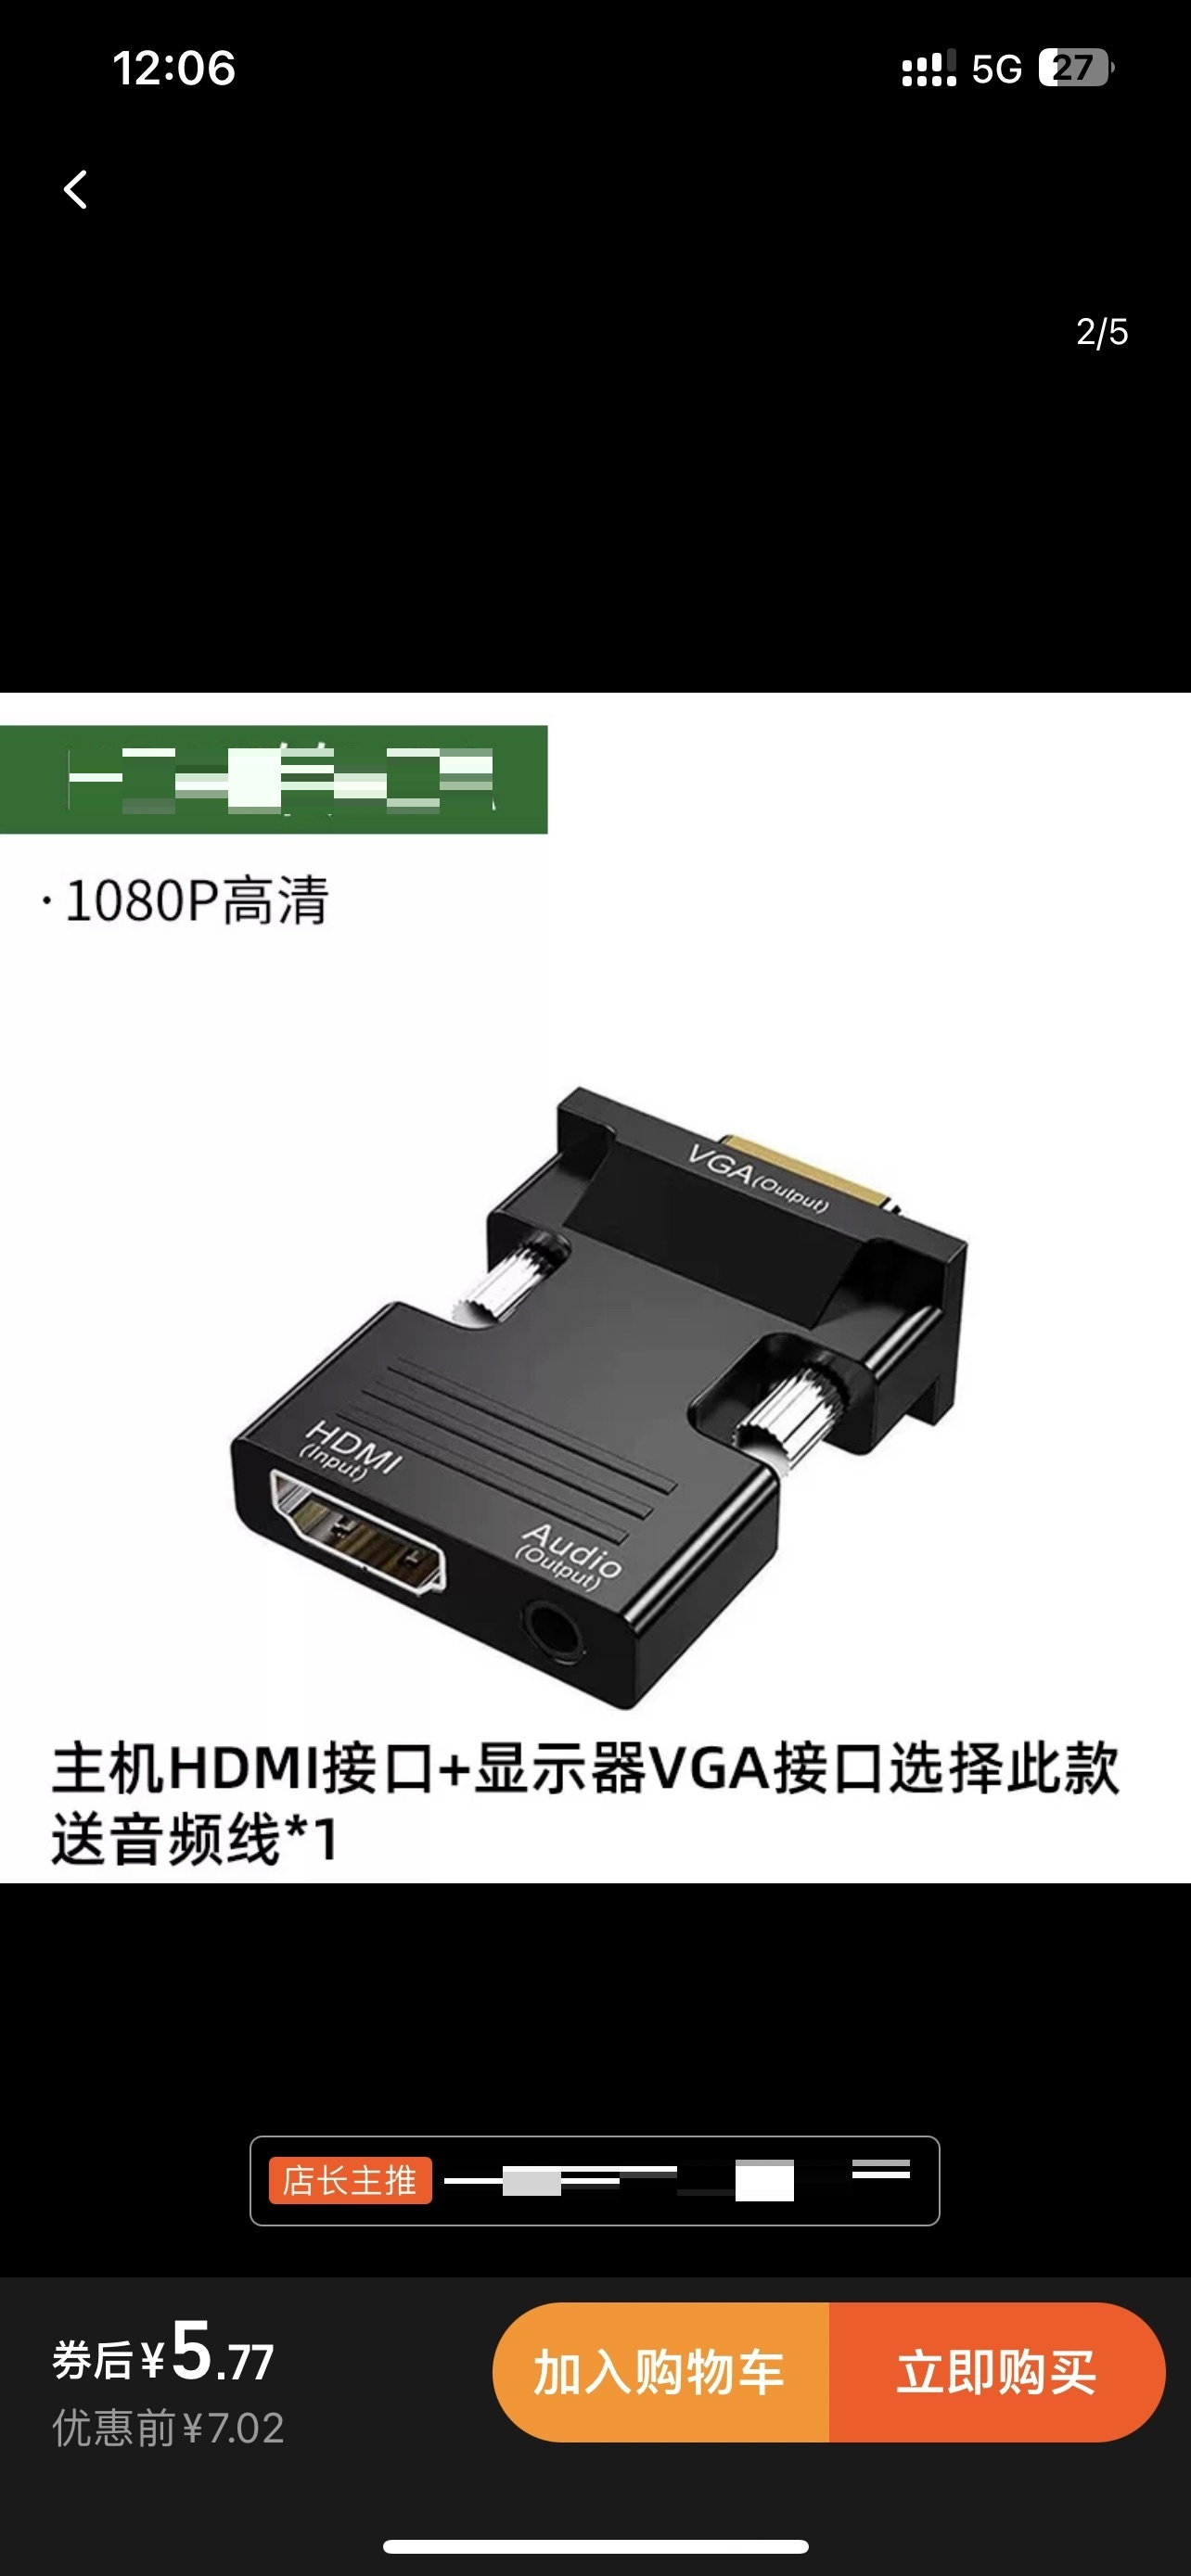 12:06
5G 27
2/5
· 1080P高清
VGA(Output)
HDMI
(Input)
Audio
(Output)
主机HDMI接口+显示器VGA接口选择此款
送音频线*1
店长主推
券后¥5.77
优惠前¥7.02
加入购物车
立即购买